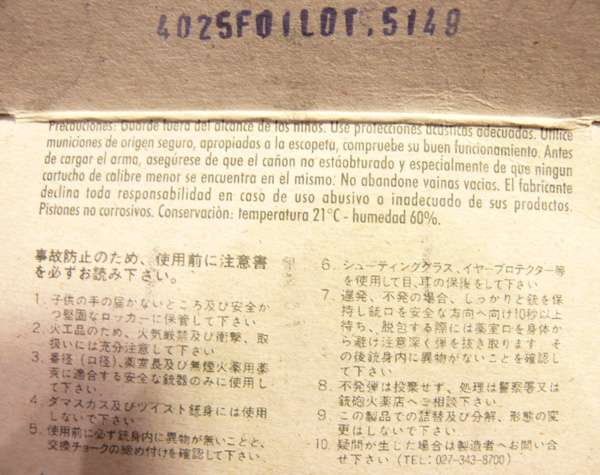 4025F01LOT.5149
Precauciones: Guarde fuera del alcance de los niños. Use protecciones acústicas adecuadas. Utilice
municiones de origen seguro, apropiadas a la escopeta, compruebe su buen funcionamiento. Antes
de cargar el arma, asegúrese de que el cañon no estáobturado y especialmente de que ningun
cartucho de calibre menor se encuentra en el mismo. No abandone vainas vacias. El fabricante
declina toda responsabilidad en caso de uso abusivo o inadecuado de sus productos.
Pistones no corrosivos. Conservación: temperatura 21°C - humedad 60%.
事故防止のため、使用前に注意書
を必ずお読み下さい。
1. 子供の手の届かないところ及び安全か
つ堅固なロッカーに保管して下さい
2. 火工品のため、火気厳禁及び衝撃、取
扱いには充分注意して下さい
3. 番径(口径)、薬室長及び無煙火薬用薬
莢に適合する安全な銃器のみに使用し
て下さい
4. ダマスカス及びツイスト銃身には使用
しないで下さい
5. 使用前に必ず銃身内に異物が無いことと、
交換チョークの締め付けを確認して下さい
6. シューティンググラス、イヤープロテクター等
を使用して目、耳の保護をして下さい
7. 遅発、不発の場合、しっかりと銃を保
持し銃口を安全な方向へ向け10秒以上
待ち、脱包する際には薬室口を身体か
ら避け注意深く弾を抜き取ります そ
の後銃身内に異物がないことを確認し
て下さい
8. 不発弾は投棄せず、処理は警察署又は
銃砲火薬店へご相談下さい
9. この製品での詰替及び分解、形態の変
更はしないで下さい
10. 疑問が生じた場合は製造者へお問い合
せ下さい (TEL:027-343-8700)